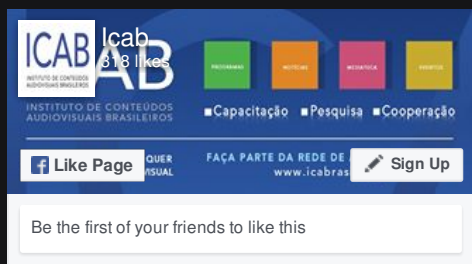 ICAB
INSTITUTO DE CONTEÚDOS
AUDIOVISUAIS BRASILEIROS
Icab
318 likes
AB
PROGRAMAS
NOTÍCIAS
MIDIATECA
EVENTOS
INSTITUTO DE CONTEÚDOS
AUDIOVISUAIS BRASILEIROS
■Capacitação ■Pesquisa ■Cooperação
Like Page
QUER
FAÇA PARTE DA REDE DE
www.icabras
Sign Up
Be the first of your friends to like this